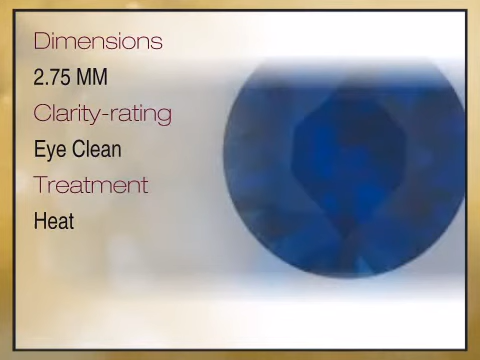 Dimensions
2.75 MM
Clarity-rating
Eye Clean
Treatment
Heat